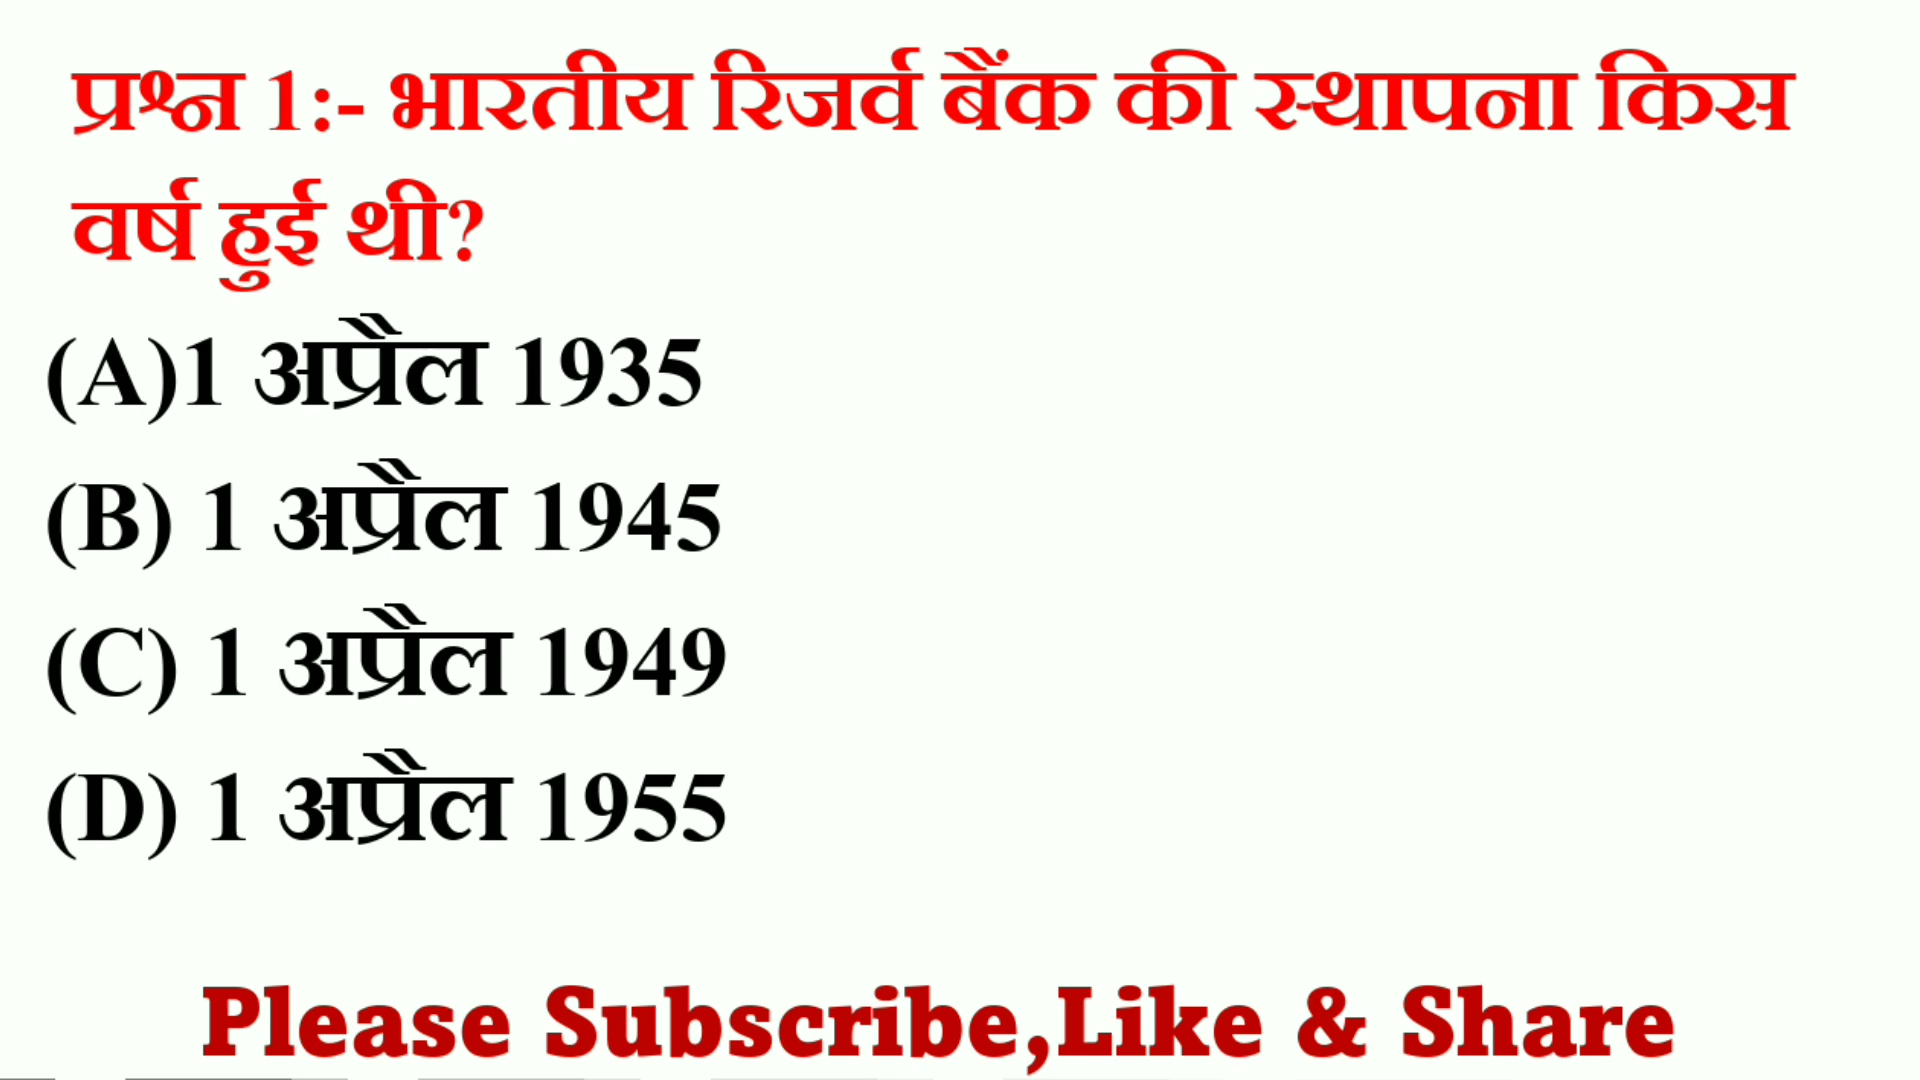 प्रश्न 1:- भारतीय रिजर्व बैंक की स्थापना किस
वर्ष हुई थी?
(A)1 अप्रैल 1935
(B) 1 अप्रैल 1945
(C) 1 अप्रैल 1949
(D) 1 अप्रैल 1955
Please Subscribe,Like & Share